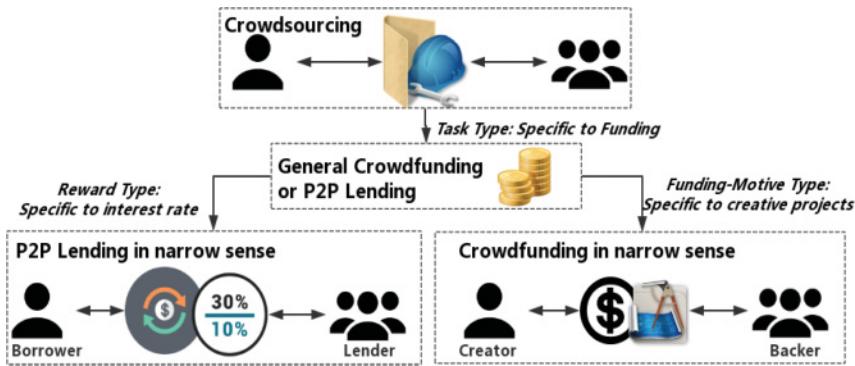 Crowdsourcing
Task Type: Specific to Funding
General Crowdfunding
or P2P Lending
Reward Type:
Specific to interest rate
Funding-Motive Type:
Specific to creative projects
P2P Lending in narrow sense
$
30%
10%
Borrower
Lender
Crowdfunding in narrow sense
$
Creator
Backer